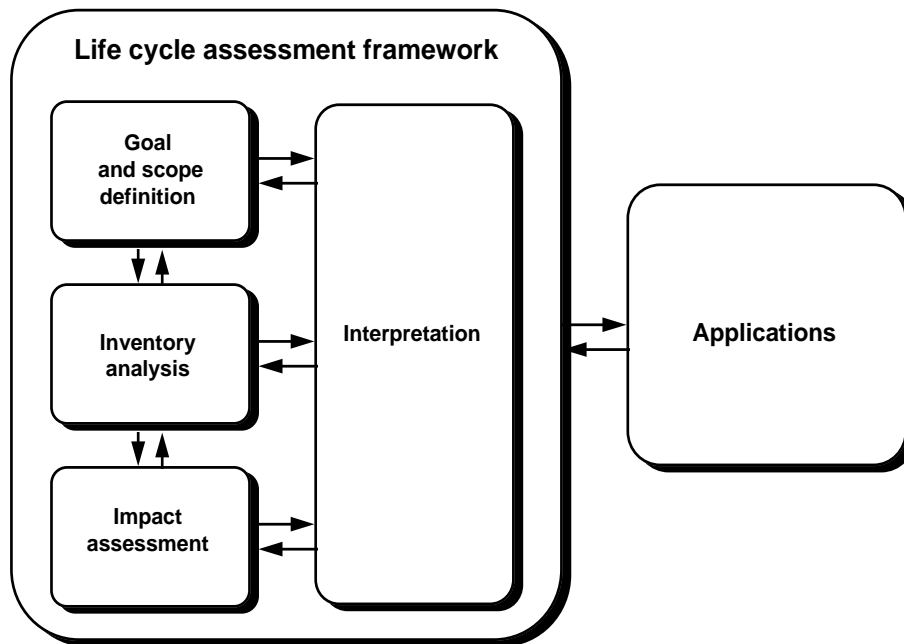 Life cycle assessment framework
Goal
and scope
definition
Inventory
analysis
Impact
assessment
Interpretation
Applications